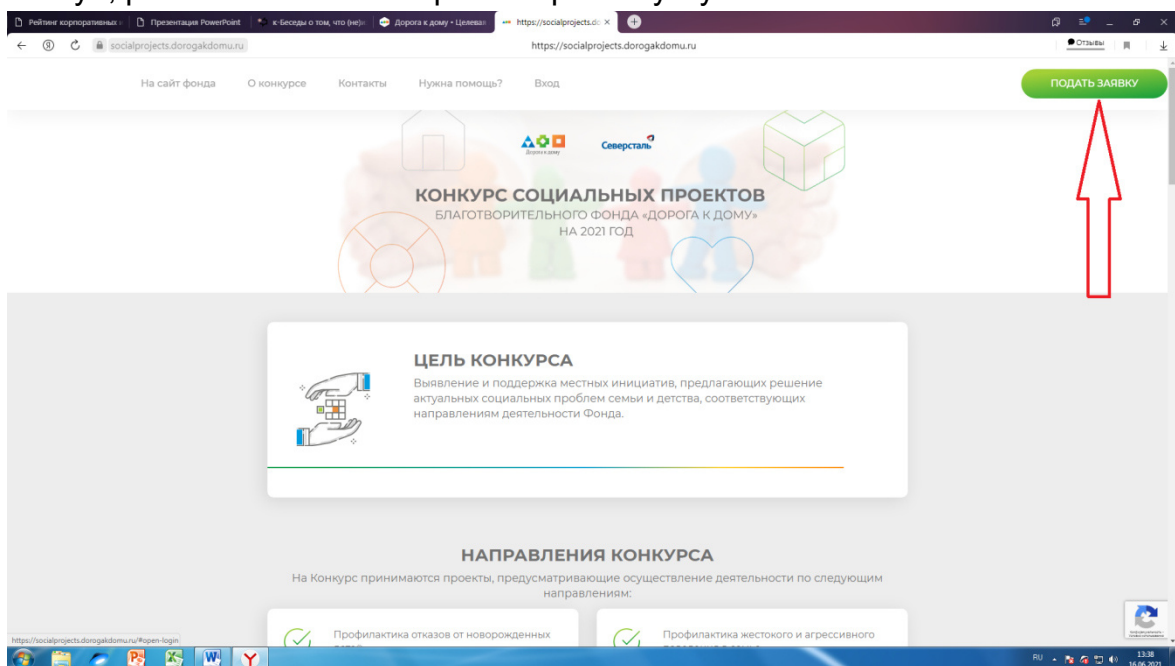 Рейтинг корпоративных
Презентация PowerPoint
к-Беседы о том, что (не)
Дорога к дому • Целевая
https://socialprojects.do
socialprojects.dorogakdomu.ru
https://socialprojects.dorogakdomu.ru
Отзывы
На сайт фонда
О конкурсе
Контакты
Нужна помощь?
Вход
ПОДАТЬ ЗАЯВКУ
Дорога к дому
Северсталь
КОНКУРС СОЦИАЛЬНЫХ ПРОЕКТОВ
БЛАГОТВОРИТЕЛЬНОГО ФОНДА «ДОРОГА К ДОМУ»
НА 2021 ГОД
ЦЕЛЬ КОНКУРСА
Выявление и поддержка местных инициатив, предлагающих решение
актуальных социальных проблем семьи и детства, соответствующих
направлениям деятельности Фонда.
НАПРАВЛЕНИЯ КОНКУРСА
На Конкурс принимаются проекты, предусматривающие осуществление деятельности по следующим
направлениям:
Профилактика отказов от новорожденных
Профилактика жестокого и агрессивного
https://socialprojects.dorogakdomu.ru/#open-login
RU
13:38
16.06.2021